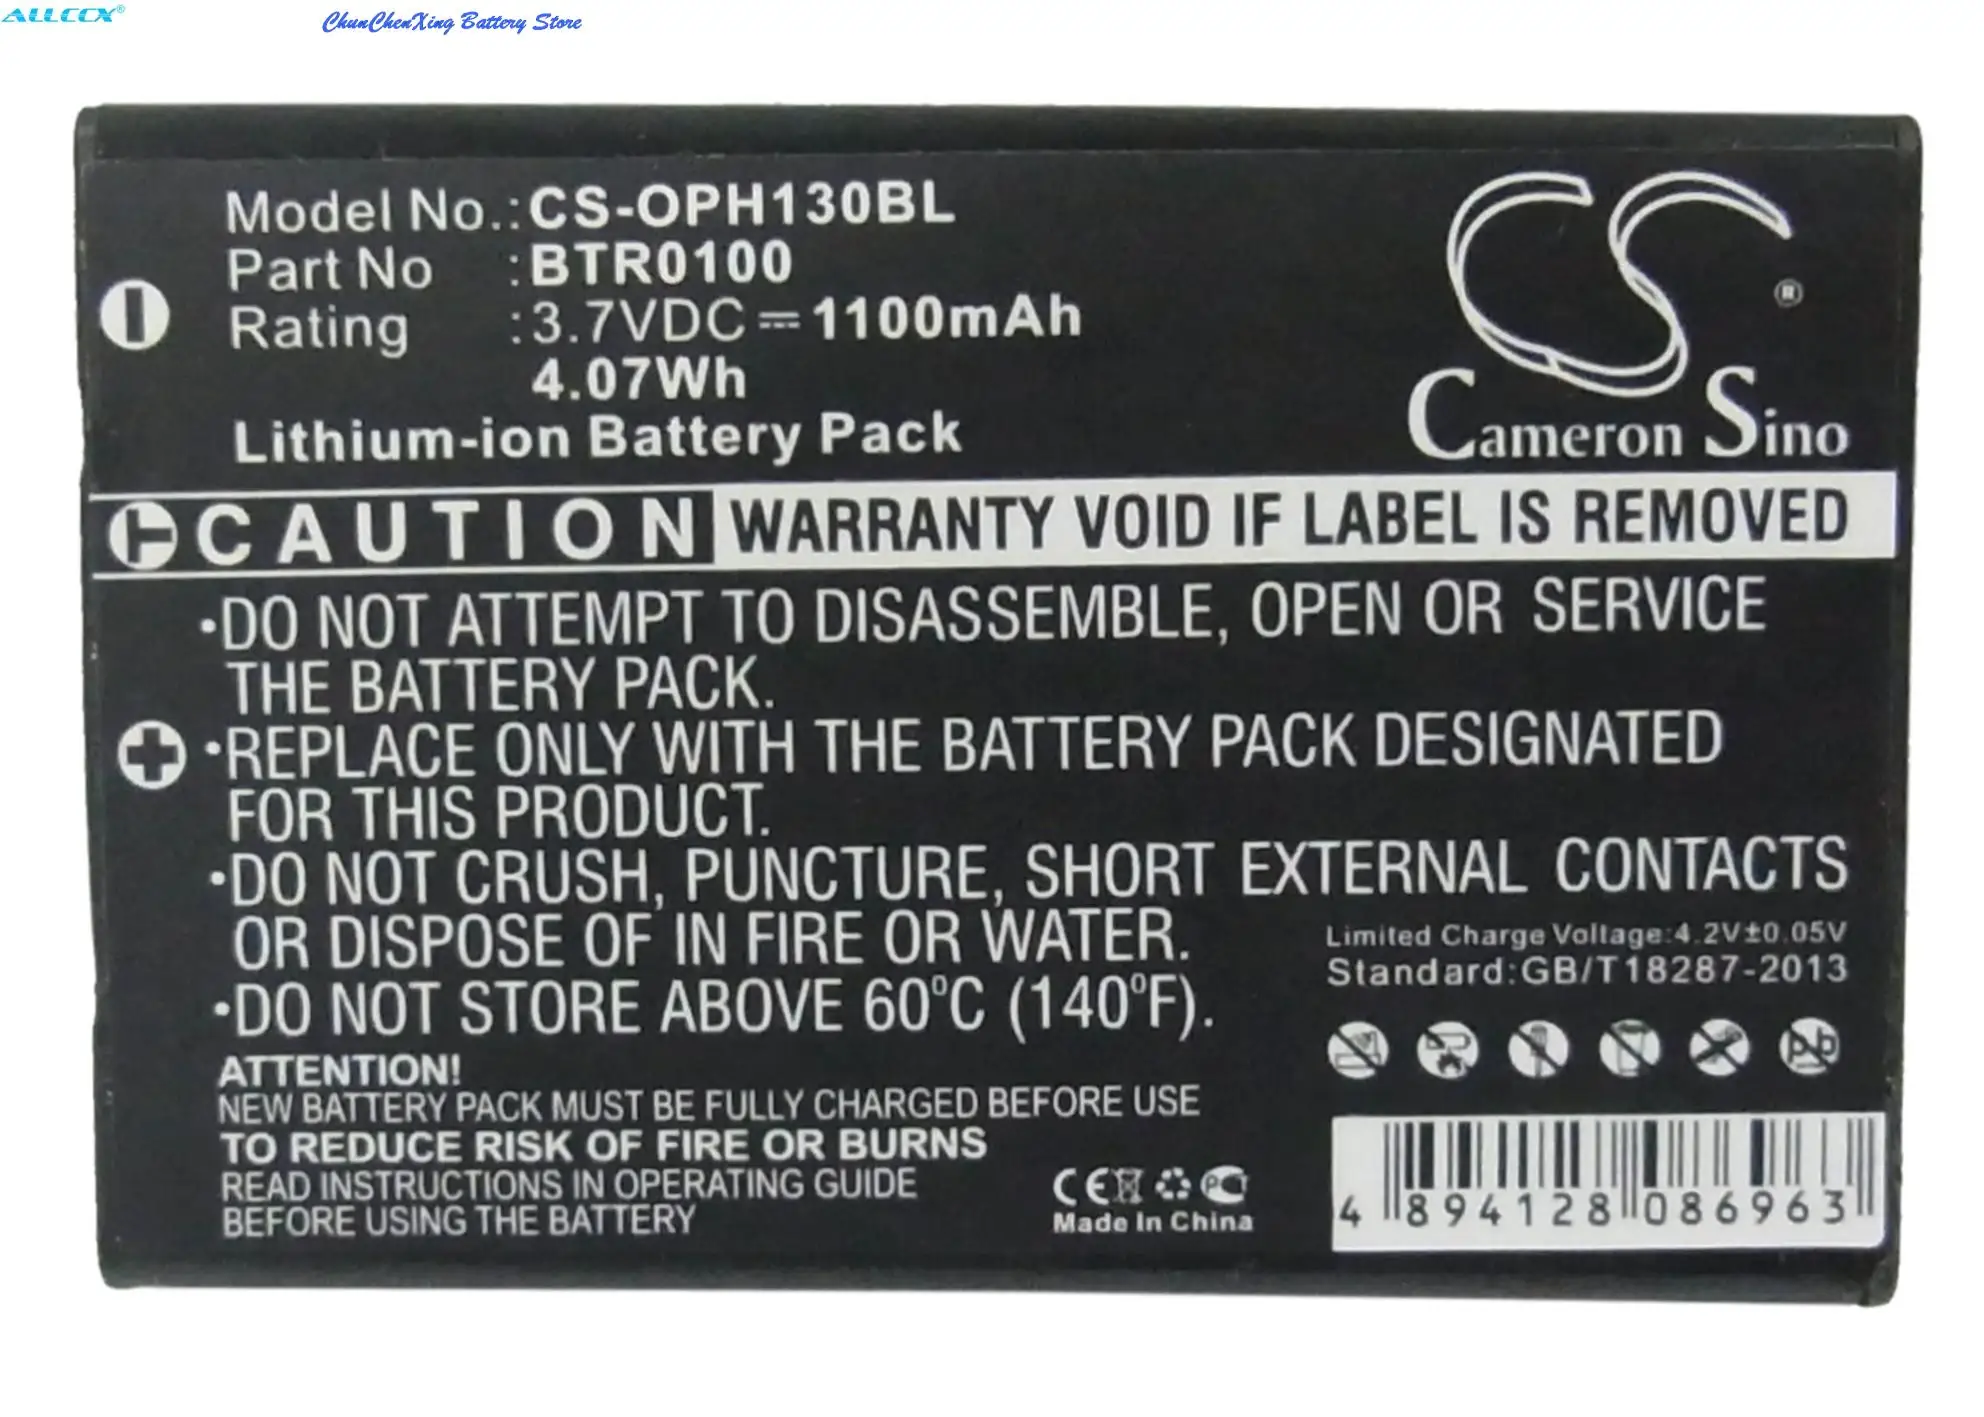 ALLCCX®
ChunChenXing Battery Store
Model No.:CS-OPH130BL
Part No :BTR0100
Rating :3.7VDC 1100mAh
4.07Wh
Lithium-ion Battery Pack
CS®
Cameron Sino
CAUTION WARRANTY VOID IF LABEL IS REMOVED
•DO NOT ATTEMPT TO DISASSEMBLE, OPEN OR SERVICE
THE BATTERY PACK.
•REPLACE ONLY WITH THE BATTERY PACK DESIGNATED
FOR THIS PRODUCT.
•DO NOT CRUSH, PUNCTURE, SHORT EXTERNAL CONTACTS
OR DISPOSE OF IN FIRE OR WATER.
•DO NOT STORE ABOVE 60°C (140°F).
Limited Charge Voltage:4.2V±0.05V
Standard:GB/T18287-2013
Pb
ATTENTION!
NEW BATTERY PACK MUST BE FULLY CHARGED BEFORE USE
TO REDUCE RISK OF FIRE OR BURNS
READ INSTRUCTIONS IN OPERATING GUIDE
BEFORE USING THE BATTERY
CE PCT
Made In China
4 894128 086963